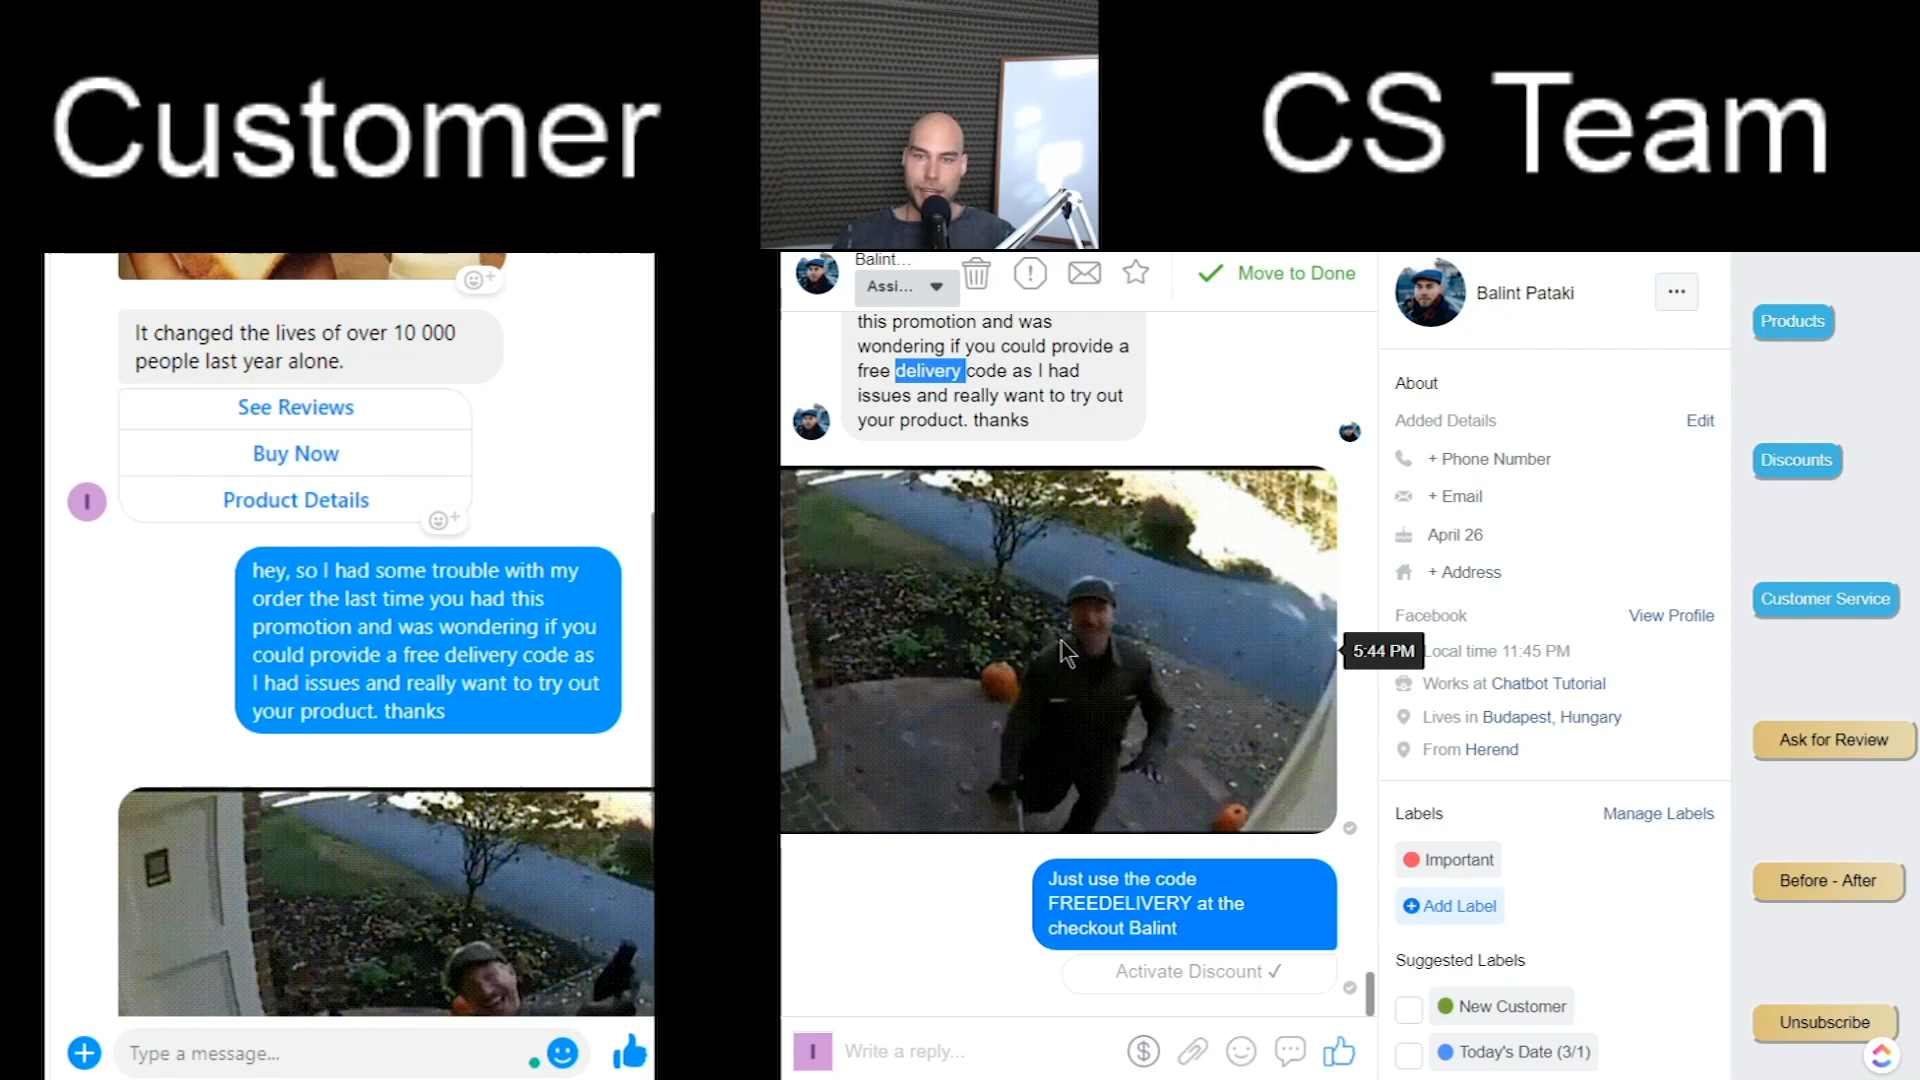 Customer
CS Team
It changed the lives of over 10 000
people last year alone.
See Reviews
Buy Now
Product Details
I
hey, so I had some trouble with my
order the last time you had this
promotion and was wondering if you
could provide a free delivery code as
I had issues and really want to try out
your product. thanks
Type a message...
Balint...
Assi...
Move to Done
this promotion and was
wondering if you could provide a
free delivery code as I had
issues and really want to try out
your product. thanks
5:44 PM
Just use the code
FREEDELIVERY at the
checkout Balint
Activate Discount ✓
I
Write a reply...
Balint Pataki
...
About
Added Details
Edit
+ Phone Number
+ Email
April 26
+ Address
Facebook
View Profile
Local time 11:45 PM
Works at Chatbot Tutorial
Lives in Budapest, Hungary
From Herend
Labels
Manage Labels
Important
Add Label
Suggested Labels
New Customer
Today's Date (3/1)
Products
Discounts
Customer Service
Ask for Review
Before - After
Unsubscribe